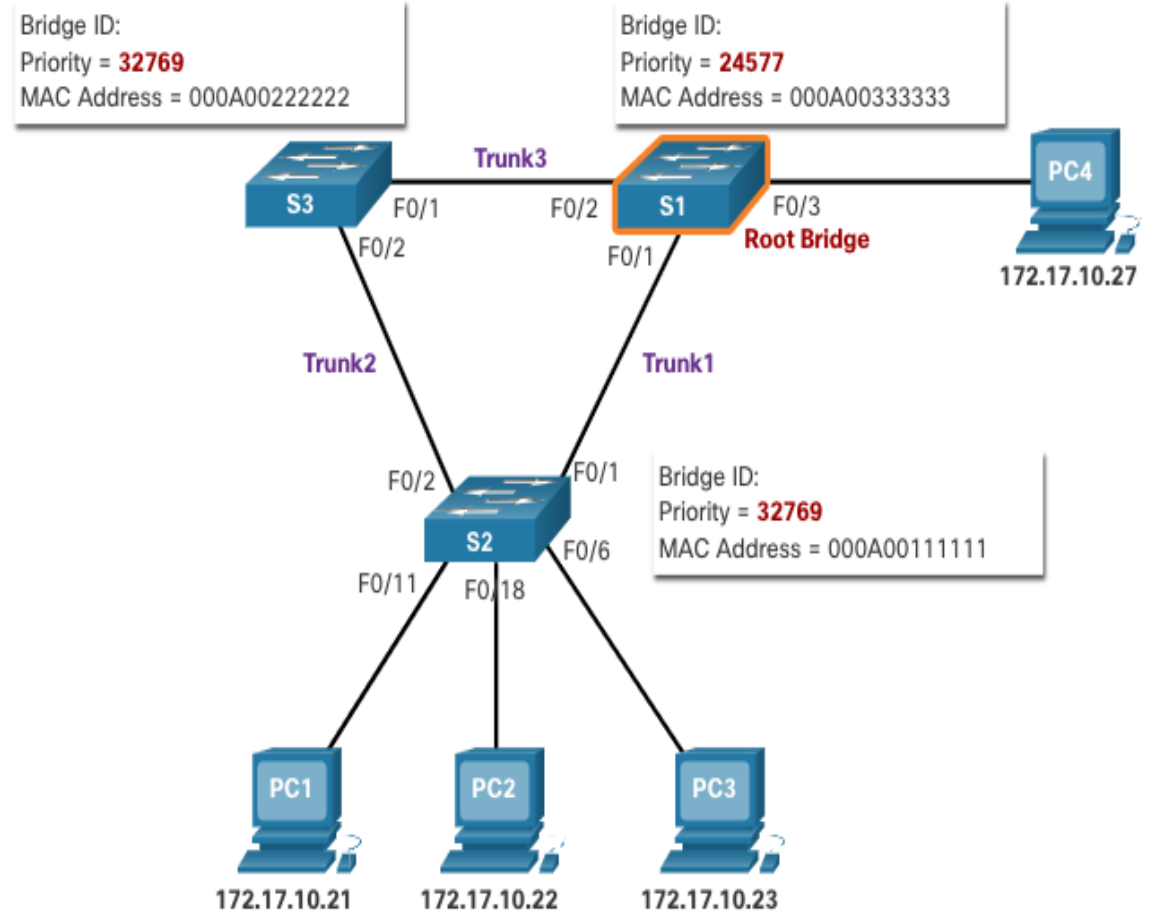 Bridge ID:
Priority = 32769
MAC Address = 000A00222222
Bridge ID:
Priority = 24577
MAC Address = 000A00333333
Trunk3
PC4
S3
F0/1
F0/2
S1
F0/3
F0/2
F0/1
Root Bridge
172.17.10.27
Trunk2
Trunk1
F0/2
F0/1
Bridge ID:
Priority = 32769
MAC Address = 000A00111111
S2
F0/6
F0/11
F0/18
PC1
PC2
PC3
172.17.10.21
172.17.10.22
172.17.10.23